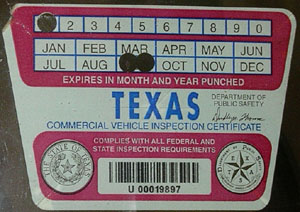 2 3 4 5 6 7 8 9 0
JAN FEB MAR APR MAY JUN
JUL AUG OCT NOV DEC
EXPIRES IN MONTH AND YEAR PUNCHED
TEXAS
DEPARTMENT OF
PUBLIC SAFETY
COMMERCIAL VEHICLE INSPECTION CERTIFICATE
COMPLIES WITH ALL FEDERAL AND
STATE INSPECTION REQUIREMENTS
THE STATE OF TEXAS
U 00019897